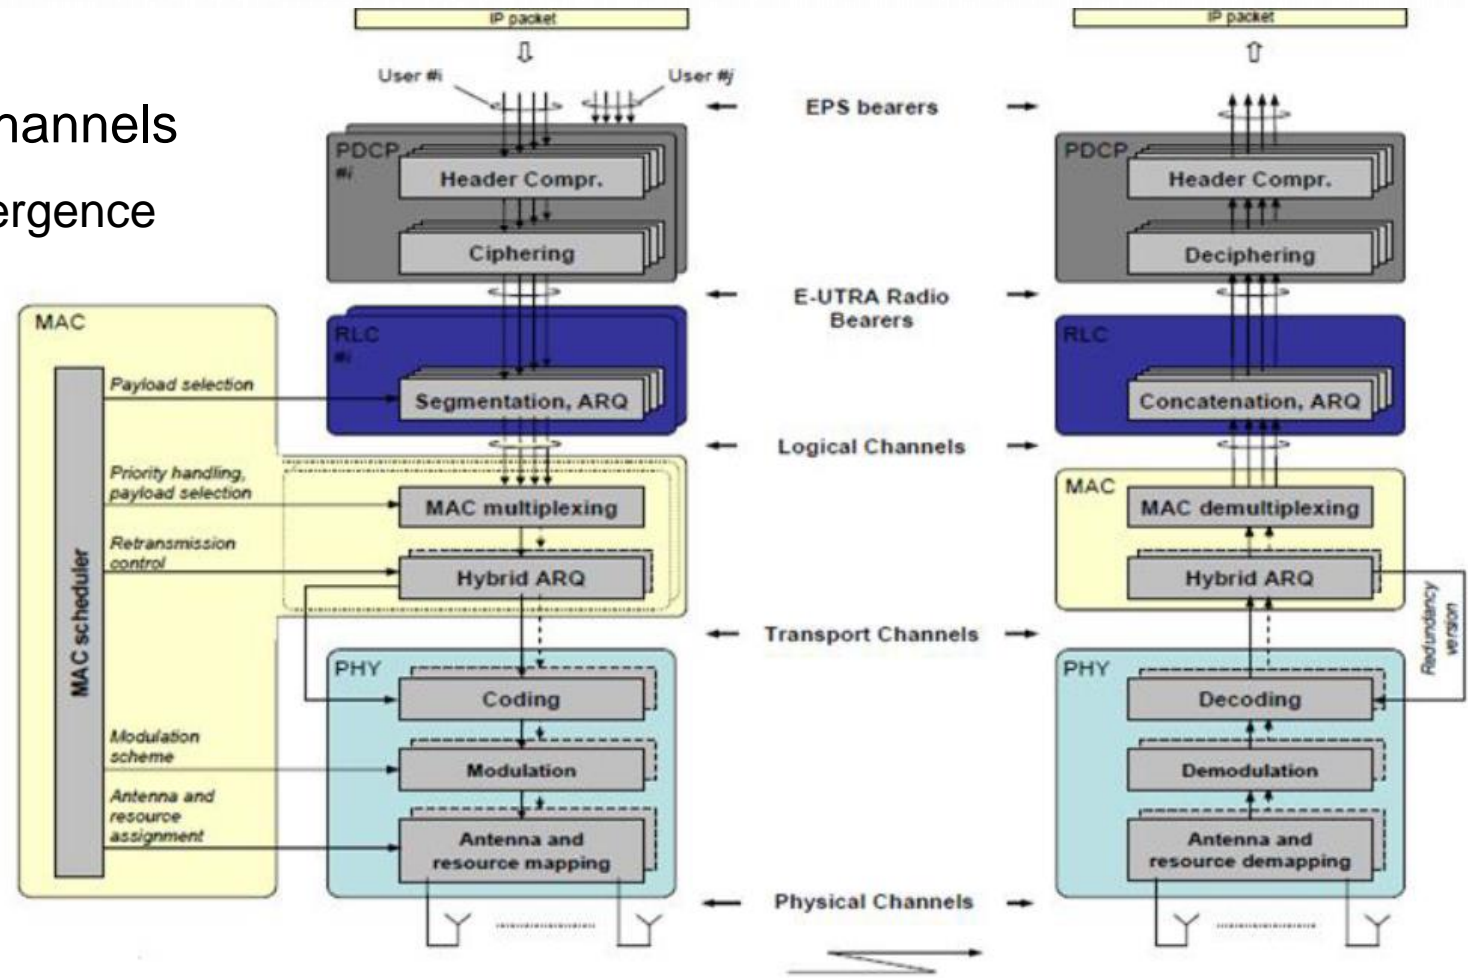 IP packet
IP packet
User #i
User #j
EPS bearers
hannels
ergence
PDCP
#i
Header Compr.
Ciphering
PDCP
Header Compr.
Deciphering
E-UTRA Radio
Bearers
MAC
MAC scheduler
Payload selection
Priority handling,
payload selection
Retransmission
control
Modulation
scheme
Antenna and
resource
assignment
RLC
#i
Segmentation, ARQ
RLC
Concatenation, ARQ
Logical Channels
MAC multiplexing
Hybrid ARQ
MAC
MAC demultiplexing
Hybrid ARQ
Redundancy
version
Transport Channels
PHY
Coding
Modulation
Antenna and
resource mapping
PHY
Decoding
Demodulation
Antenna and
resource demapping
Physical Channels